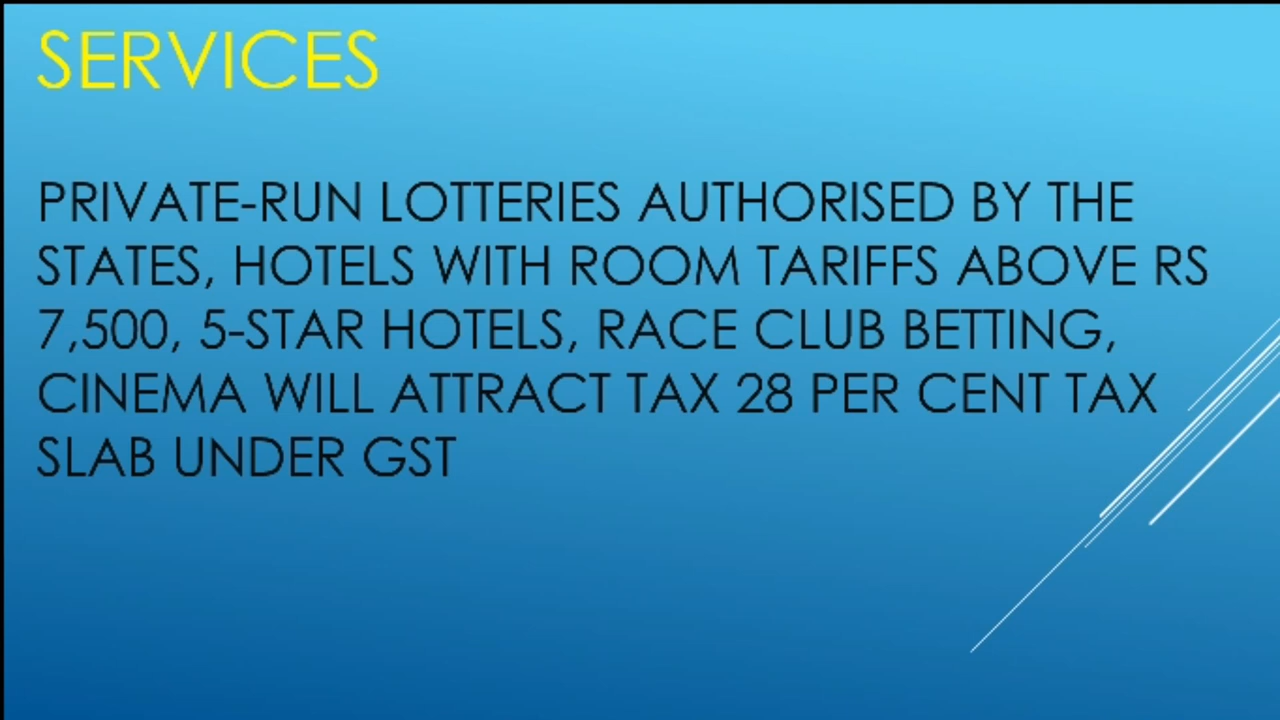 SERVICES
PRIVATE-RUN LOTTERIES AUTHORISED BY THE
STATES, HOTELS WITH ROOM TARIFFS ABOVE RS
7,500, 5-STAR HOTELS, RACE CLUB BETTING,
CINEMA WILL ATTRACT TAX 28 PER CENT TAX
SLAB UNDER GST